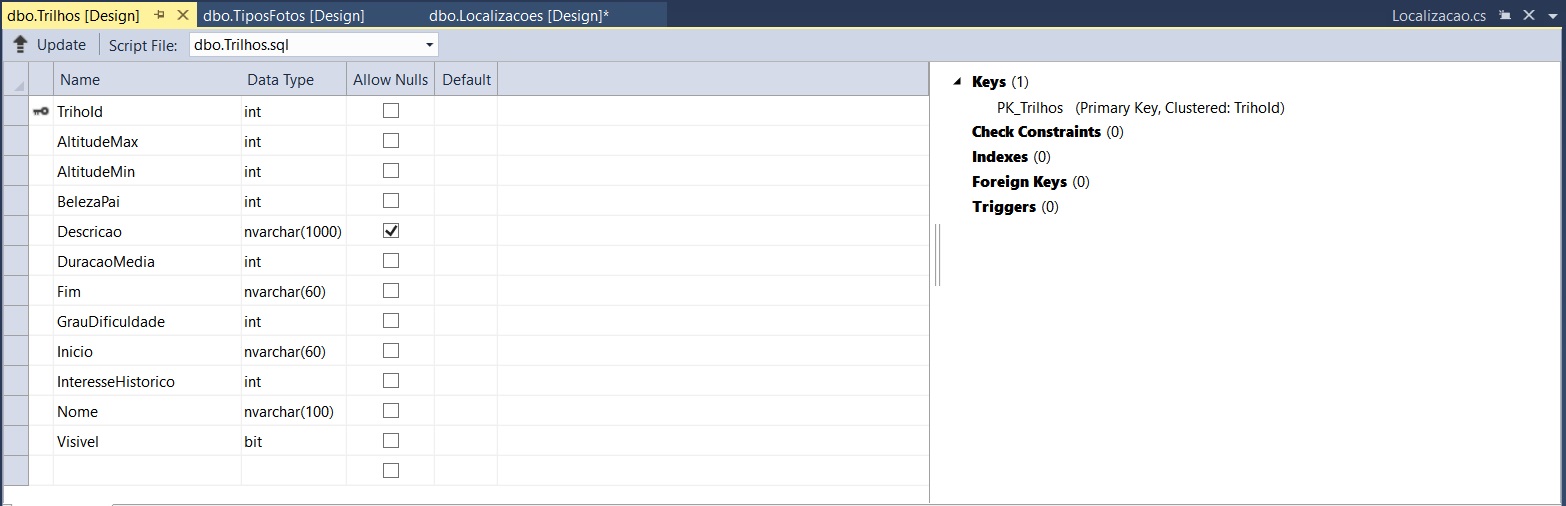 dbo.Trilhos [Design] dbo.TiposFotos [Design] dbo.Localizacoes [Design]* Localizacao.cs
Update Script File: dbo.Trilhos.sql
Name Data Type Allow Nulls Default
TrihoId int
AltitudeMax int
AltitudeMin int
BelezaPai int
Descricao nvarchar(1000)
DuracaoMedia int
Fim nvarchar(60)
GrauDificuldade int
Inicio nvarchar(60)
InteresseHistorico int
Nome nvarchar(100)
Visivel bit
Keys (1)
PK_Trilhos (Primary Key, Clustered: TrihoId)
Check Constraints (0)
Indexes (0)
Foreign Keys (0)
Triggers (0)